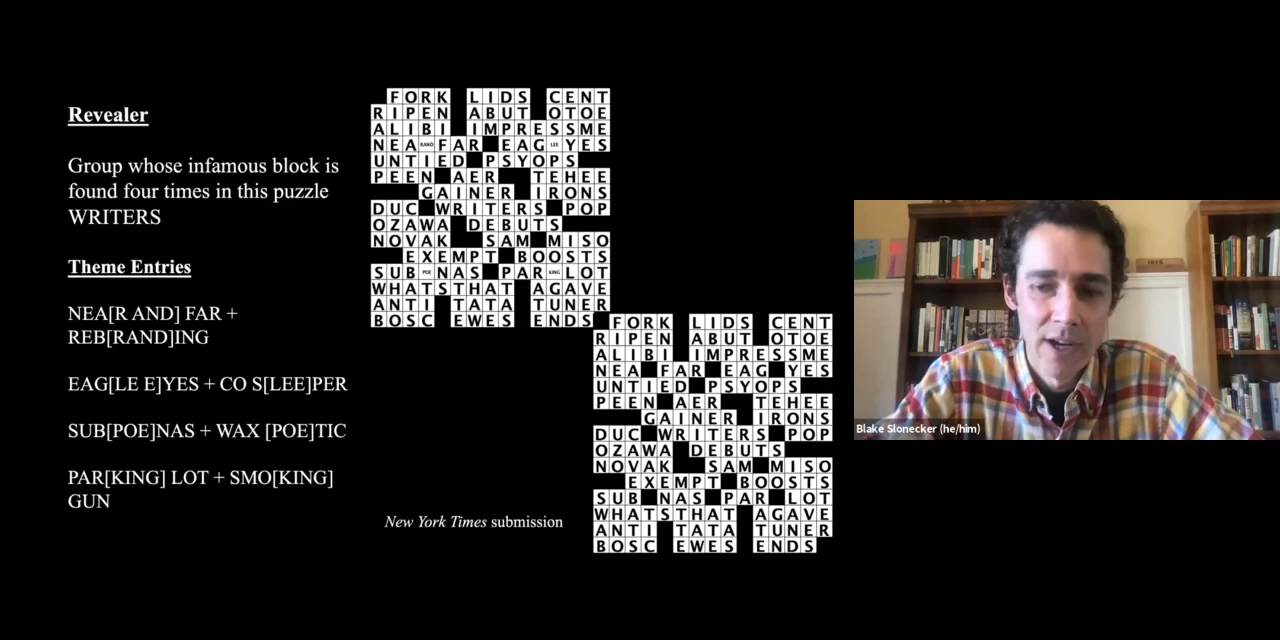 Revealer
Group whose infamous block is
found four times in this puzzle
WRITERS
Theme Entries
NEA[R AND] FAR +
REB[RAND]ING
EAG[LE E]YES + CO S[LEE]PER
SUB[POE]NAS + WAX [POE]TIC
PAR[KING] LOT + SMO[KING]
GUN
FORK LIDS CENT
RIPEN ABUT OTOE
ALIBI IMPRESSME
NEA RAND FAR EAG LEE YES
UNTIED PSYOPS
PEEN AER TEHEE
GAINER IRONS
DUC WRITERS POP
OZAWA DEBUTS
NOVAK SAM MISO
EXEMPT BOOSTS
SUB POE NAS PAR KING LOT
WHATSTHAT AGAVE
ANTI TATA TUNER
BOSC EWES ENDS
FORK LIDS CENT
RIPEN ABUT OTOE
ALIBI IMPRESSME
NEA FAR EAG YES
UNTIED PSYOPS
PEEN AER TEHEE
GAINER IRONS
DUC WRITERS POP
OZAWA DEBUTS
NOVAK SAM MISO
EXEMPT BOOSTS
SUB NAS PAR LOT
WHATSTHAT AGAVE
ANTI TATA TUNER
BOSC EWES ENDS
New York Times submission
Blake Slonecker (he/him)